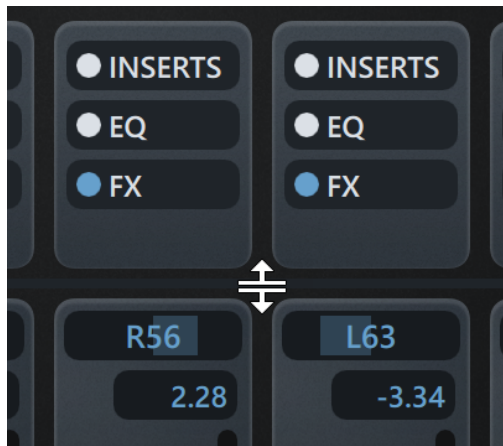 INSERTS INSERTS
EQ EQ
FX FX
R56 L63
2.28 -3.34